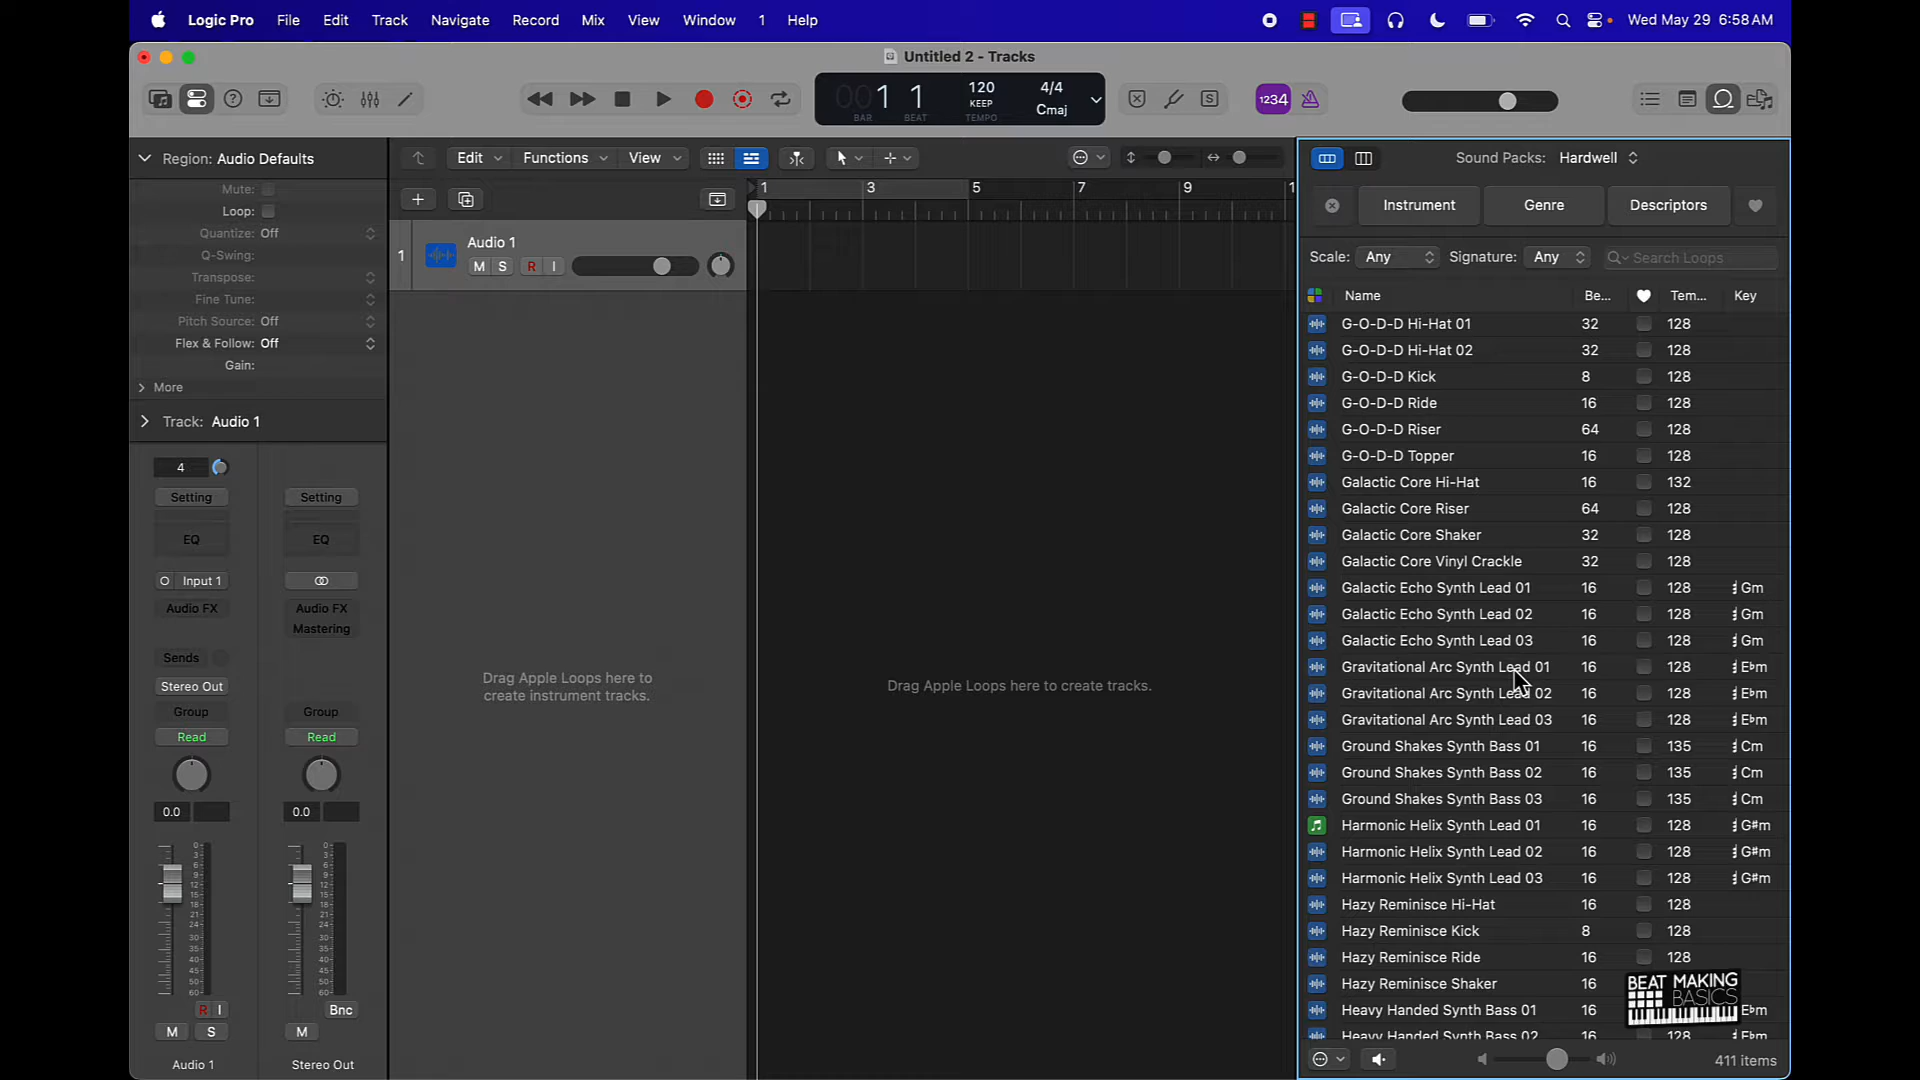 Logic Pro File Edit Track Navigate Record Mix View Window 1 Help Wed May 29 6:58 AM
Untitled 2 - Tracks
001 1 120 4/4
KEEP Cmaj
BAR BEAT TEMPO
1234
Region: Audio Defaults
Mute:
Loop:
Quantize: Off
Q-Swing:
Transpose:
Fine Tune:
Pitch Source: Off
Flex & Follow: Off
Gain:
More
Track: Audio 1
4
Setting Setting
EQ EQ
Input 1
Audio FX Audio FX
Mastering
Sends
Stereo Out
Group Group
Read Read
0.0 0.0
R I Bnc
M S M
Audio 1 Stereo Out
Edit Functions View
1 3 5 7 9 1
1 Audio 1
M S R I
Drag Apple Loops here to
create instrument tracks.
Drag Apple Loops here to create tracks.
Sound Packs: Hardwell
Instrument Genre Descriptors
Scale: Any Signature: Any Search Loops
Name Be... Tem... Key
G-O-D-D Hi-Hat 01 32 128
G-O-D-D Hi-Hat 02 32 128
G-O-D-D Kick 8 128
G-O-D-D Ride 16 128
G-O-D-D Riser 64 128
G-O-D-D Topper 16 128
Galactic Core Hi-Hat 16 132
Galactic Core Riser 64 128
Galactic Core Shaker 32 128
Galactic Core Vinyl Crackle 32 128
Galactic Echo Synth Lead 01 16 128 Gm
Galactic Echo Synth Lead 02 16 128 Gm
Galactic Echo Synth Lead 03 16 128 Gm
Gravitational Arc Synth Lead 01 16 128 E♭m
Gravitational Arc Synth Lead 02 16 128 E♭m
Gravitational Arc Synth Lead 03 16 128 E♭m
Ground Shakes Synth Bass 01 16 135 Cm
Ground Shakes Synth Bass 02 16 135 Cm
Ground Shakes Synth Bass 03 16 135 Cm
Harmonic Helix Synth Lead 01 16 128 G#m
Harmonic Helix Synth Lead 02 16 128 G#m
Harmonic Helix Synth Lead 03 16 128 G#m
Hazy Reminisce Hi-Hat 16 128
Hazy Reminisce Kick 8 128
Hazy Reminisce Ride 16 128
Hazy Reminisce Shaker 16
Heavy Handed Synth Bass 01 16 E♭m
Heavy Handed Synth Bass 02 16 128 E♭m
BEAT MAKING
BASICS
411 items